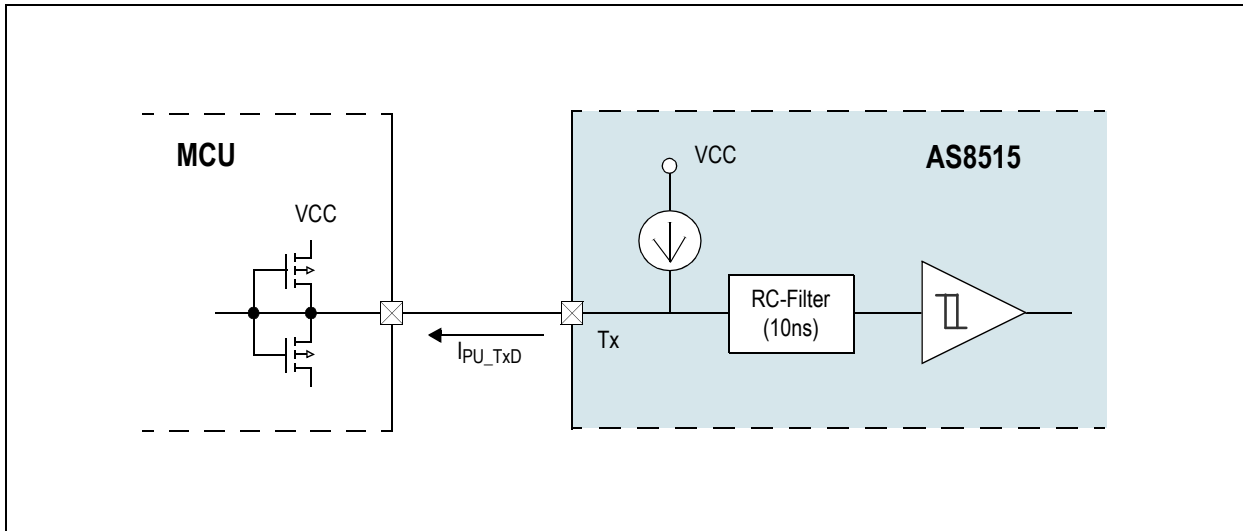 MCU
VCC
VCC
AS8515
I_PU_TxD
Tx
RC-Filter
(10ns)